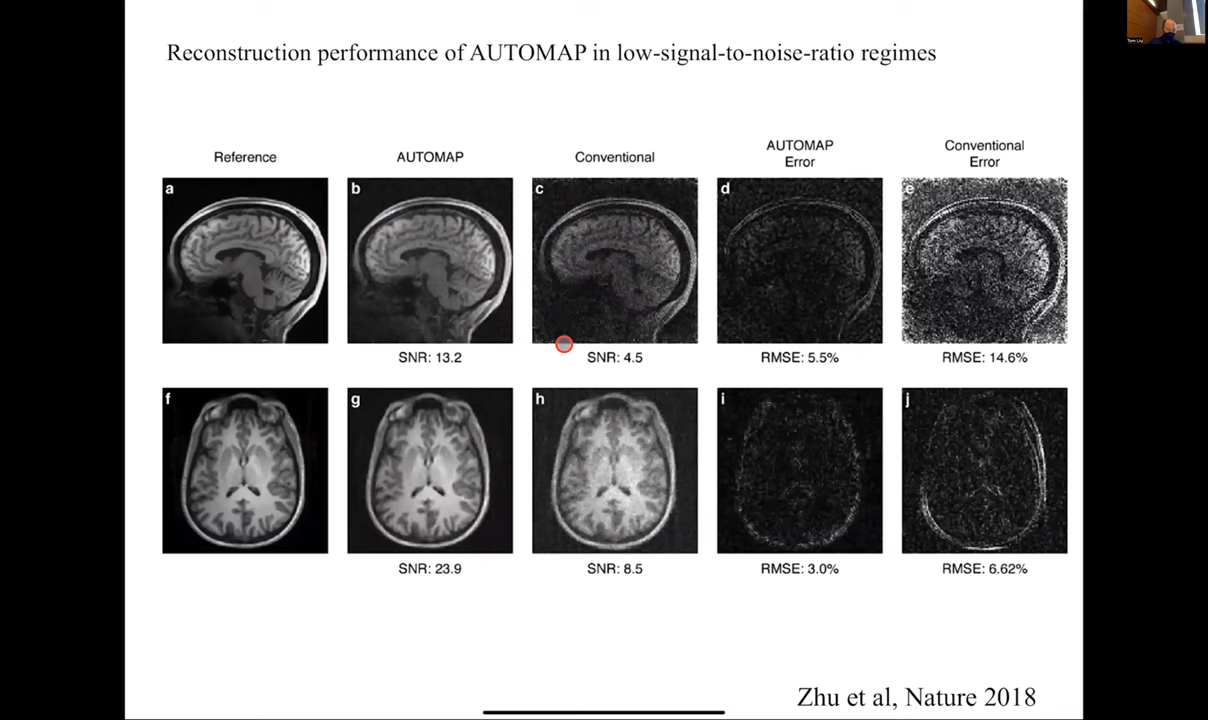 Tom Liu
Reconstruction performance of AUTOMAP in low-signal-to-noise-ratio regimes
Reference
AUTOMAP
Conventional
AUTOMAP
Error
Conventional
Error
a
b
c
d
e
SNR: 13.2
SNR: 4.5
RMSE: 5.5%
RMSE: 14.6%
f
g
h
i
j
SNR: 23.9
SNR: 8.5
RMSE: 3.0%
RMSE: 6.62%
Zhu et al, Nature 2018